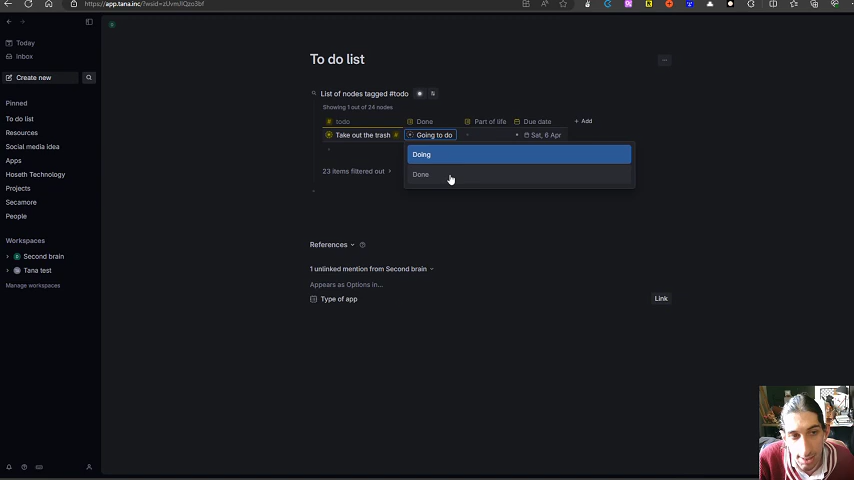 https://app.tana.inc/?wsid=zUvmJlQzo3bf
Today
Inbox
Create new
Pinned
To do list
Resources
Social media idea
Apps
Hoseth Technology
Projects
Secamore
People
Workspaces
Second brain
Tana test
Manage workspaces
To do list
List of nodes tagged #todo
Showing 1 out of 24 nodes
todo Done Part of life Due date + Add
Take out the trash Going to do Sat, 6 Apr
Doing
Done
23 items filtered out
References
1 unlinked mention from Second brain
Appears as Options in...
Type of app Link